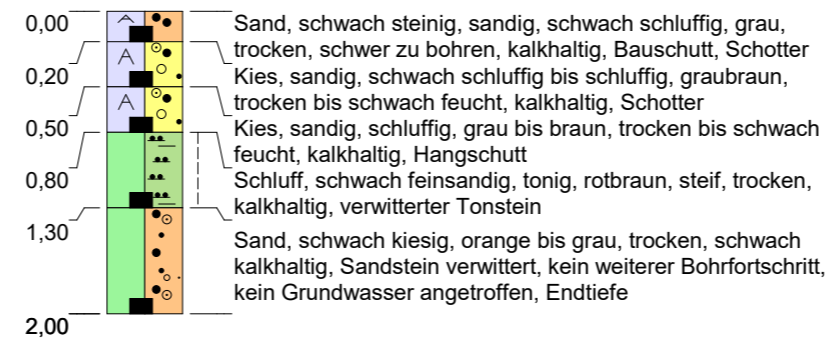 0,00
Sand, schwach steinig, sandig, schwach schluffig, grau,
trocken, schwer zu bohren, kalkhaltig, Bauschutt, Schotter
0,20
Kies, sandig, schwach schluffig bis schluffig, graubraun,
trocken bis schwach feucht, kalkhaltig, Schotter
0,50
Kies, sandig, schluffig, grau bis braun, trocken bis schwach
feucht, kalkhaltig, Hangschutt
0,80
Schluff, schwach feinsandig, tonig, rotbraun, steif, trocken,
kalkhaltig, verwitterter Tonstein
1,30
Sand, schwach kiesig, orange bis grau, trocken, schwach
kalkhaltig, Sandstein verwittert, kein weiterer Bohrfortschritt,
kein Grundwasser angetroffen, Endtiefe
2,00
A
A
A